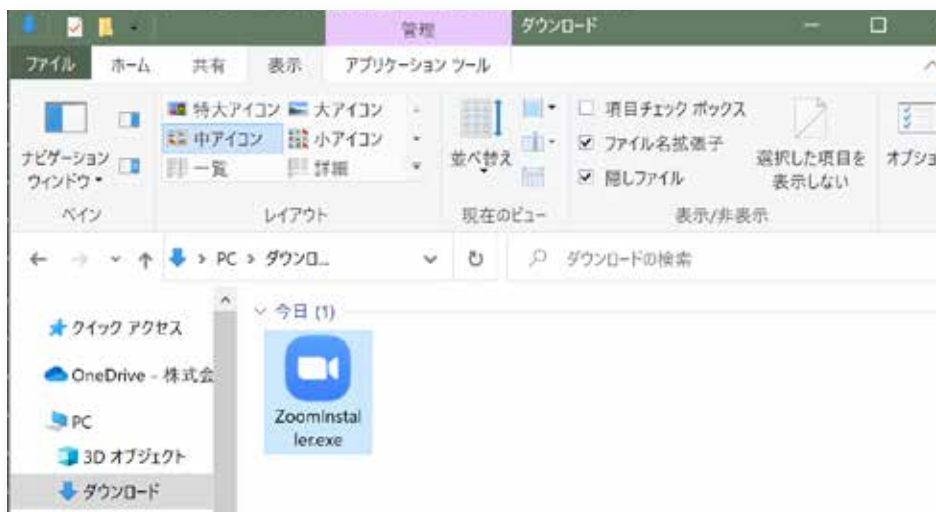 管理
ダウンロード
ファイル ホーム 共有 表示 アプリケーション ツール
特大アイコン 大アイコン
中アイコン 小アイコン
一覧 詳細
ナビゲーション
ウィンドウ
並べ替え
項目チェック ボックス
ファイル名拡張子
隠しファイル
選択した項目を
表示しない
オプショ
ペイン レイアウト 現在のビュー 表示/非表示
PC ダウンロ... ダウンロードの検索
クイック アクセス
OneDrive - 株式会
PC
3D オブジェクト
ダウンロード
今日 (1)
ZoomInstal
ler.exe